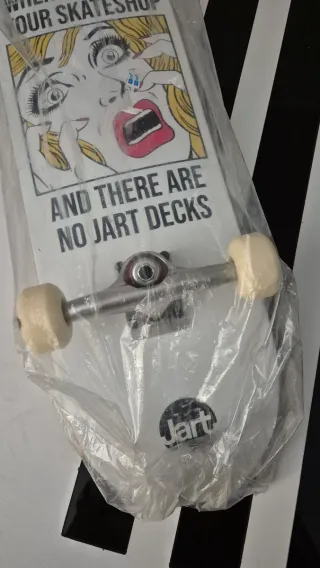 YOUR SKATESHOP
AND THERE ARE
NO JART DECKS
Jart